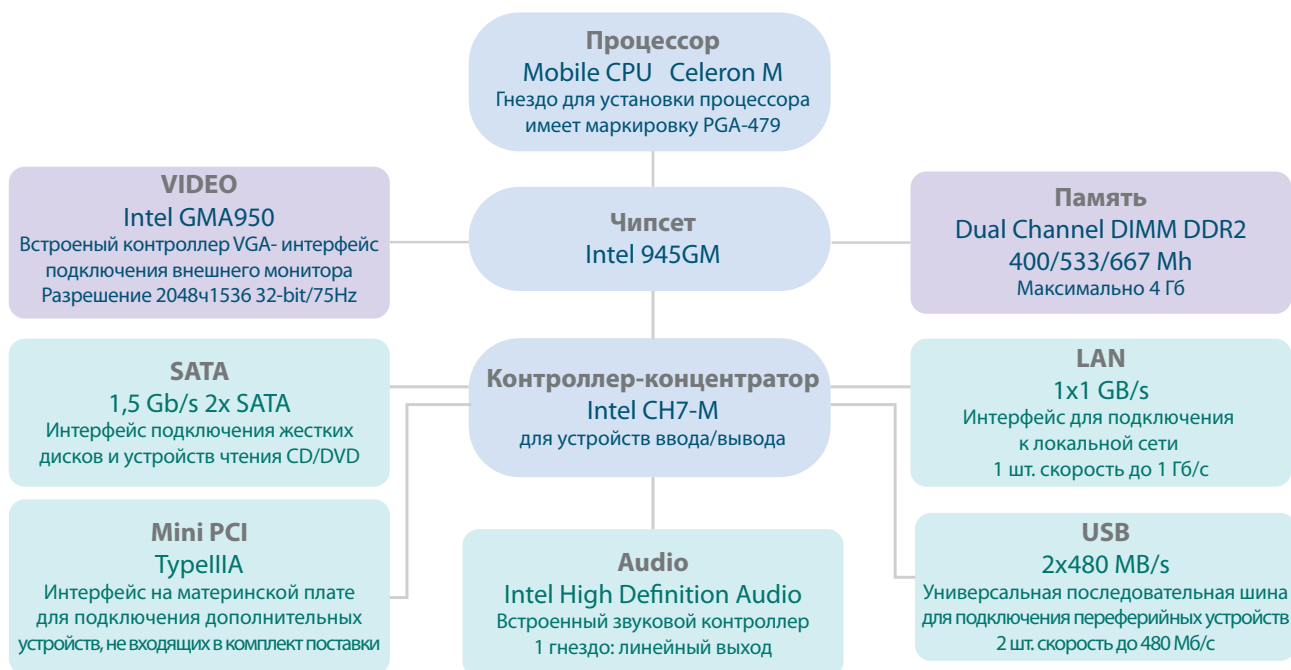 Процессор
Mobile CPU Celeron M
Гнездо для установки процессора
имеет маркировку PGA-479
VIDEO
Intel GMA950
Встроеный контроллер VGA- интерфейс
подключения внешнего монитора
Разрешение 2048ч1536 32-bit/75Hz
Чипсет
Intel 945GM
Память
Dual Channel DIMM DDR2
400/533/667 Mh
Максимально 4 Гб
SATA
1,5 Gb/s 2x SATA
Интерфейс подключения жестких
дисков и устройств чтения CD/DVD
Контроллер-концентратор
Intel CH7-M
для устройств ввода/вывода
LAN
1x1 GB/s
Интерфейс для подключения
к локальной сети
1 шт. скорость до 1 Гб/с
Mini PCI
TypeIIIA
Интерфейс на материнской плате
для подключения дополнительных
устройств, не входящих в комплект поставки
Audio
Intel High Definition Audio
Встроенный звуковой контроллер
1 гнездо: линейный выход
USB
2x480 MB/s
Универсальная последовательная шина
для подключения переферийных устройств
2 шт. скорость до 480 Мб/с